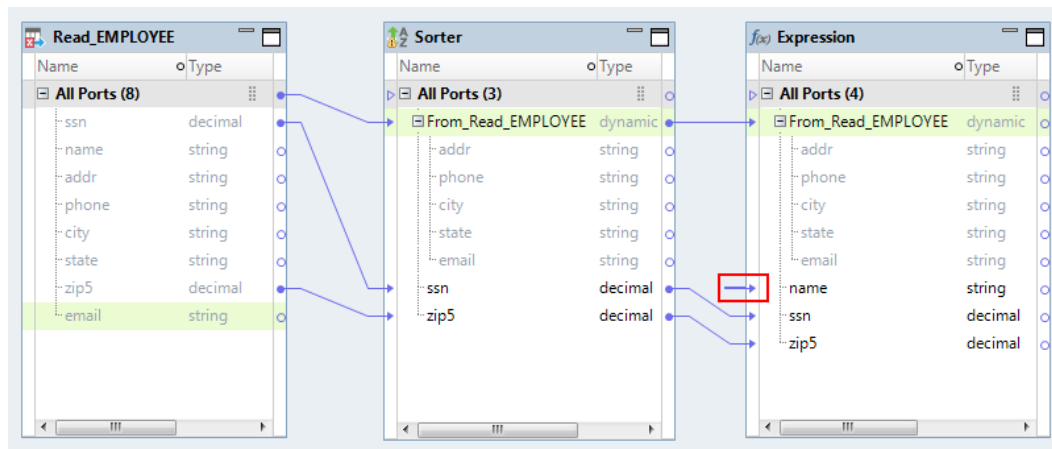 Read_EMPLOYEE
Name Type
All Ports (8)
ssn decimal
name string
addr string
phone string
city string
state string
zip5 decimal
email string
Sorter
Name Type
All Ports (3)
From_Read_EMPLOYEE dynamic
addr string
phone string
city string
state string
email string
ssn decimal
zip5 decimal
f(x) Expression
Name Type
All Ports (4)
From_Read_EMPLOYEE dynamic
addr string
phone string
city string
state string
email string
name string
ssn decimal
zip5 decimal